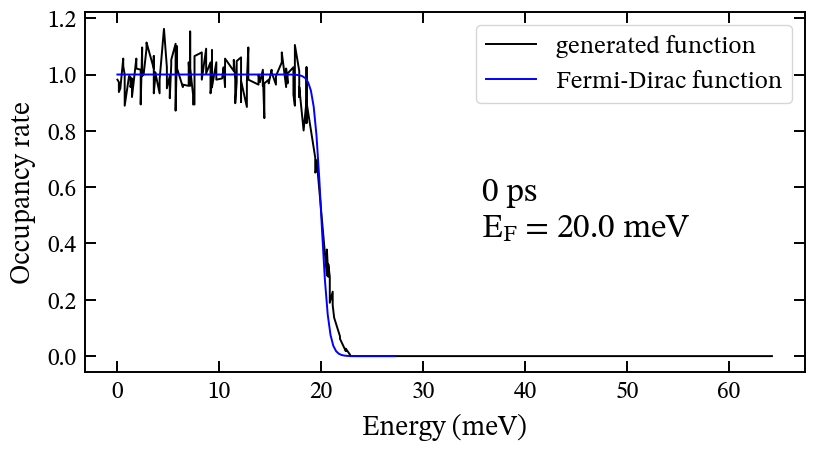 1.2
1.0
0.8
0.6
0.4
0.2
0.0
Occupancy rate
generated function
Fermi-Dirac function
0 ps
E_F = 20.0 meV
0 10 20 30 40 50 60
Energy (meV)